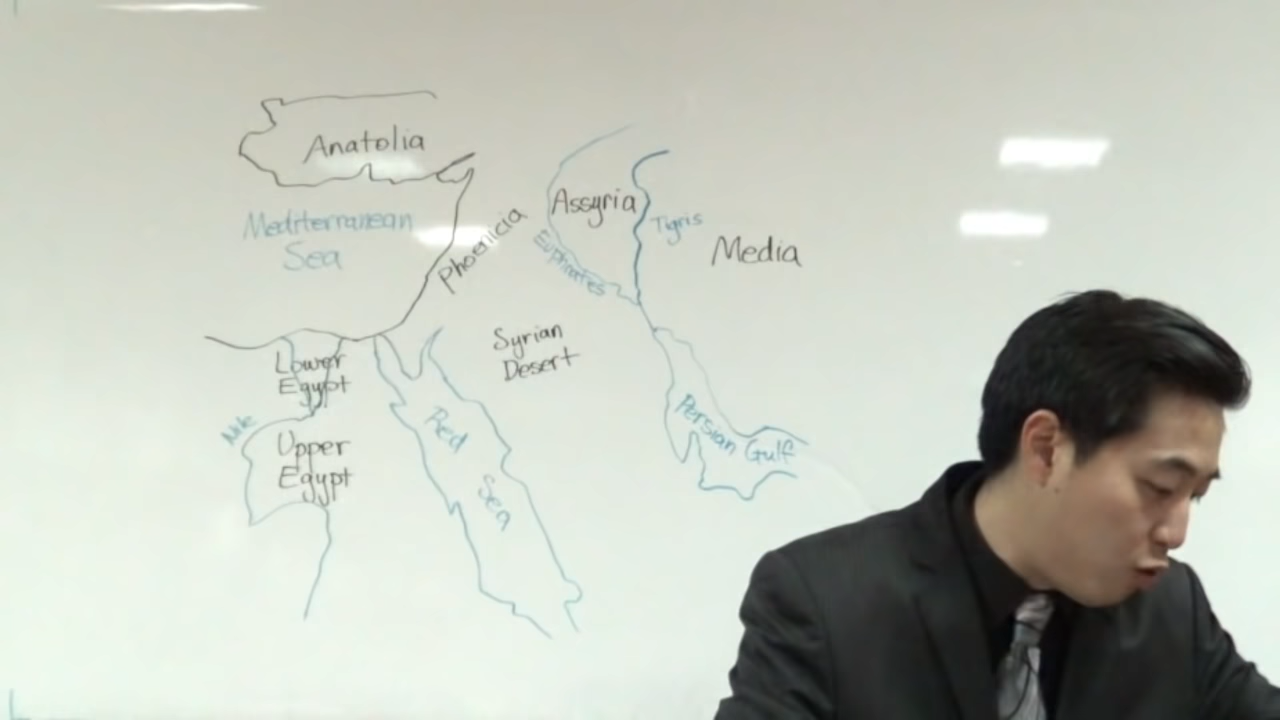 Anatolia
Mediterranean
Sea
Phoenicia
Assyria
Euphrates
Tigris
Media
Syrian
Desert
Lower
Egypt
Nile
Upper
Egypt
Red
Sea
Persian Gulf